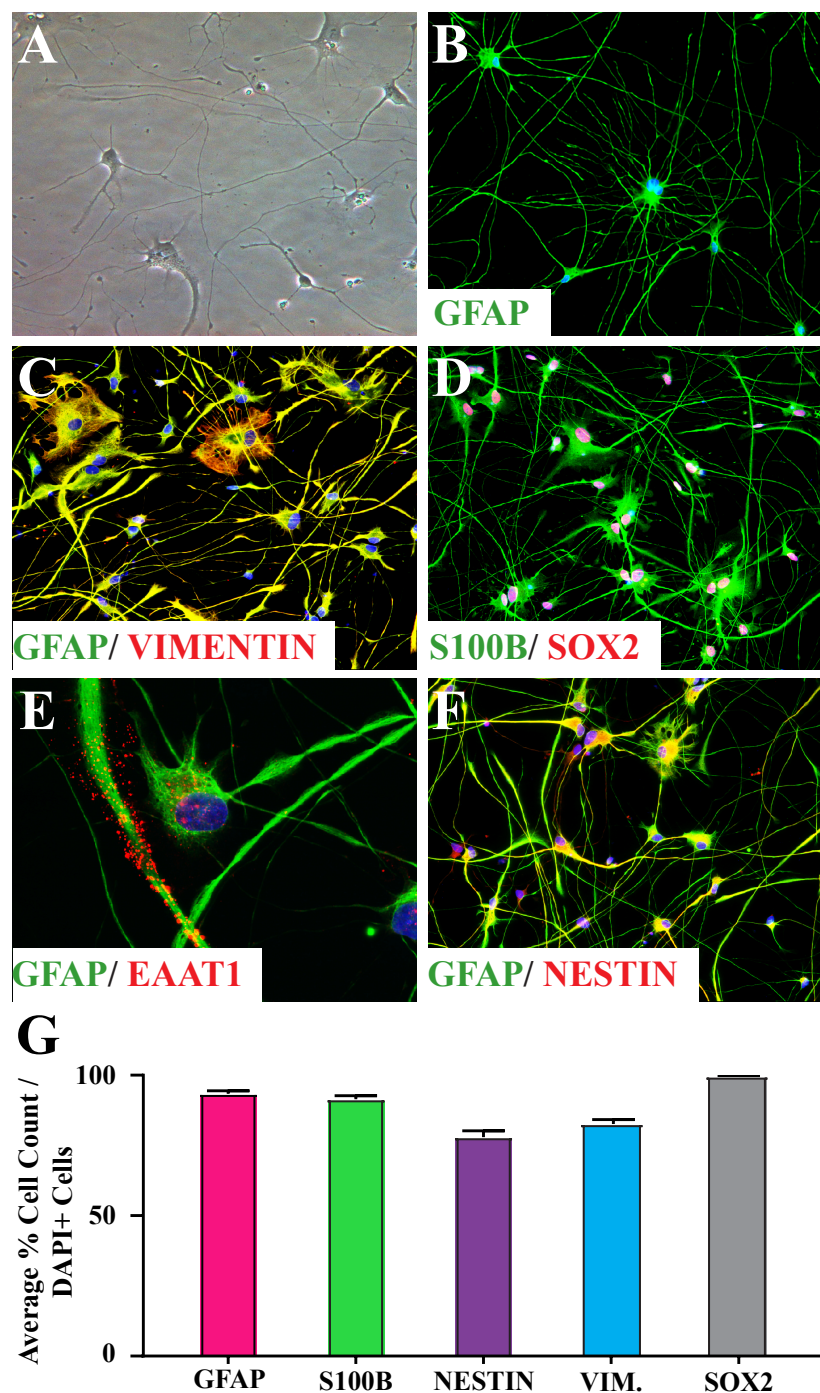 A
B
GFAP
C
D
GFAP/ VIMENTIN
S100B/ SOX2
E
F
GFAP/ EAAT1
GFAP/ NESTIN
G
Average % Cell Count /
DAPI+ Cells
100
50
0
GFAP
S100B
NESTIN
VIM.
SOX2